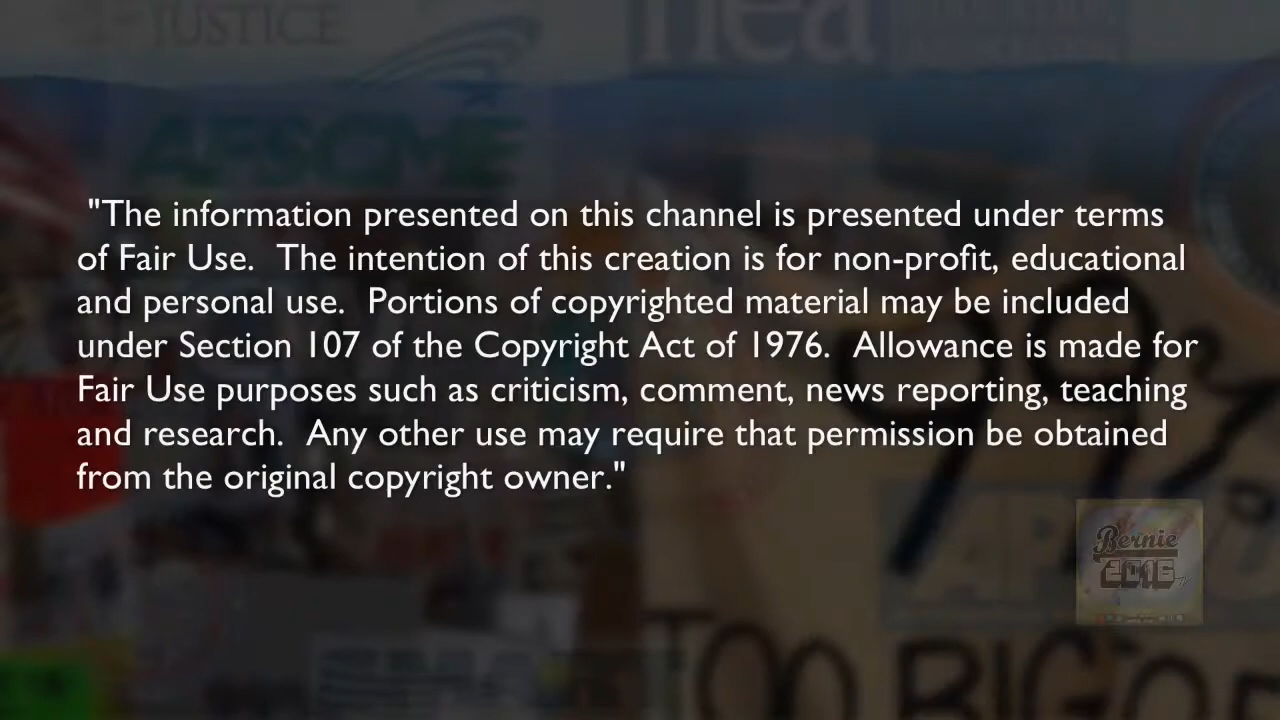 JUSTICE
nea
AFSCME
"The information presented on this channel is presented under terms
of Fair Use.  The intention of this creation is for non-profit, educational
and personal use.  Portions of copyrighted material may be included
under Section 107 of the Copyright Act of 1976.  Allowance is made for
Fair Use purposes such as criticism, comment, news reporting, teaching
and research.  Any other use may require that permission be obtained
from the original copyright owner."
Bernie
2016
TOO BIG